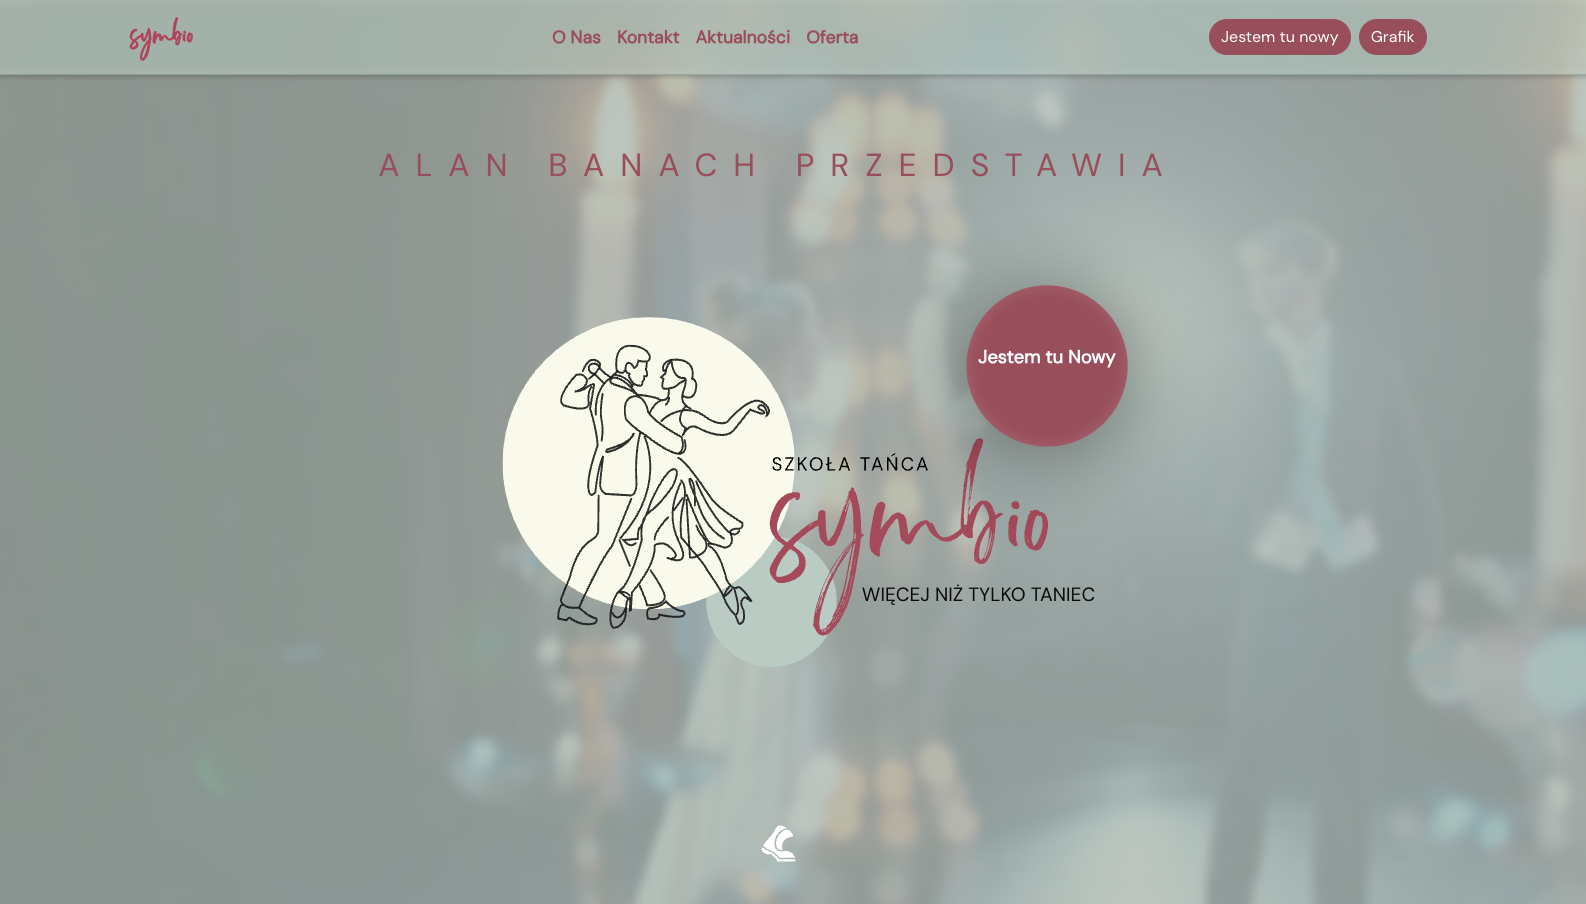 symbio
O Nas Kontakt Aktualności Oferta
Jestem tu nowy Grafik
ALAN BANACH PRZEDSTAWIA
Jestem tu Nowy
SZKOŁA TAŃCA
symbio
WIĘCEJ NIŻ TYLKO TANIEC